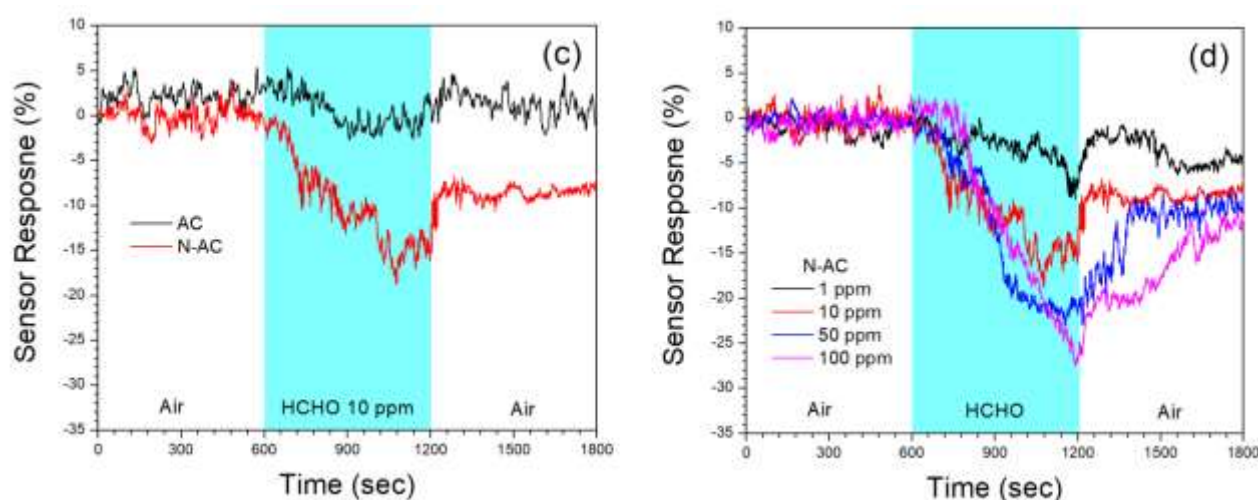 (c)
Sensor Resposne (%)
10
5
0
-5
-10
-15
-20
-25
-30
-35
AC
N-AC
Air
HCHO 10 ppm
Air
0
300
600
900
1200
1500
1800
Time (sec)
(d)
Sensor Resposne (%)
10
5
0
-5
-10
-15
-20
-25
-30
-35
N-AC
1 ppm
10 ppm
50 ppm
100 ppm
Air
HCHO
Air
0
300
600
900
1200
1500
1800
Time (sec)